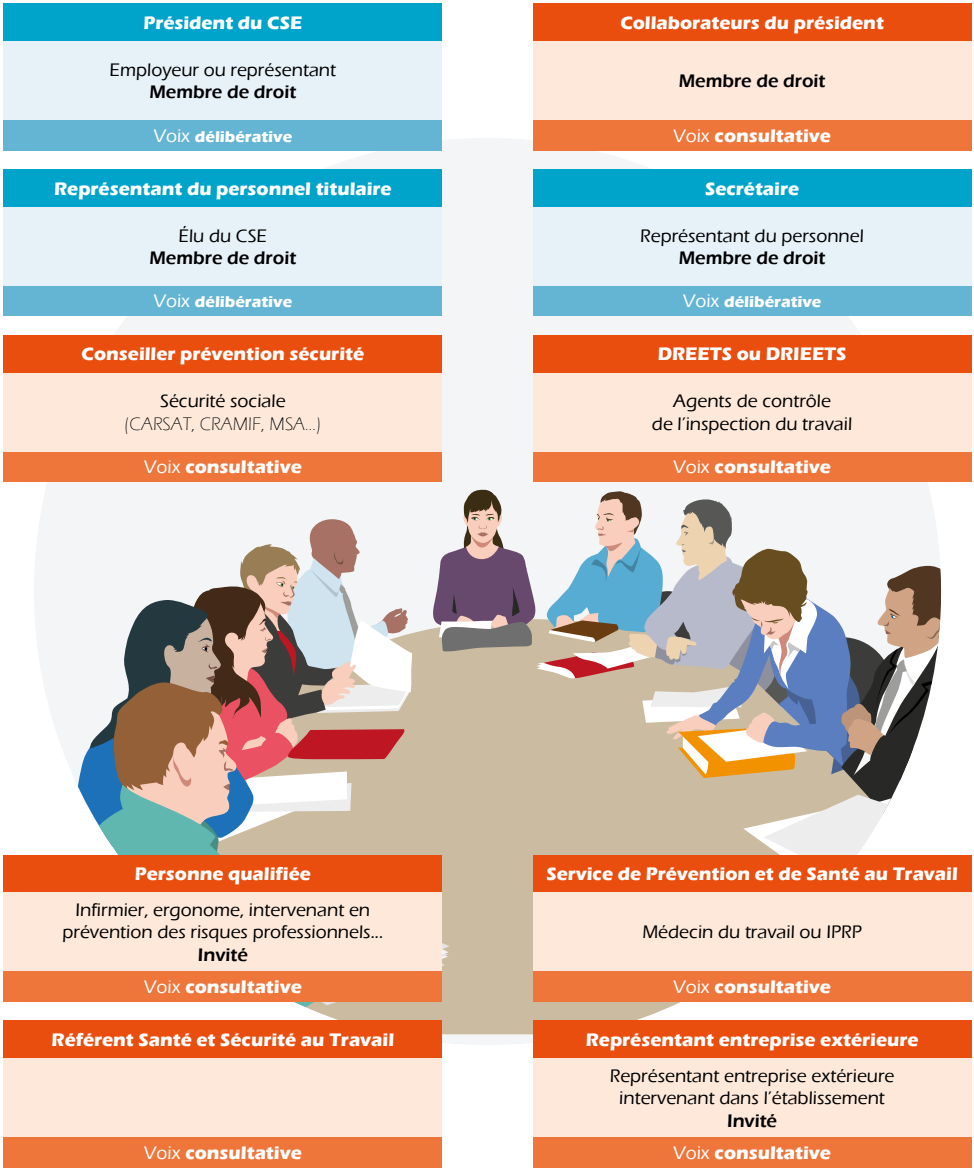 Président du CSE
Employeur ou représentant
Membre de droit
Voix délibérative
Collaborateurs du président
Membre de droit
Voix consultative
Représentant du personnel titulaire
Élu du CSE
Membre de droit
Voix délibérative
Secrétaire
Représentant du personnel
Membre de droit
Voix délibérative
Conseiller prévention sécurité
Sécurité sociale
(CARSAT, CRAMIF, MSA...)
Voix consultative
DREETS ou DRIEETS
Agents de contrôle
de l'inspection du travail
Voix consultative
Personne qualifiée
Infirmier, ergonome, intervenant en
prévention des risques professionnels...
Invité
Voix consultative
Service de Prévention et de Santé au Travail
Médecin du travail ou IPRP
Voix consultative
Référent Santé et Sécurité au Travail
Voix consultative
Représentant entreprise extérieure
Représentant entreprise extérieure
intervenant dans l'établissement
Invité
Voix consultative